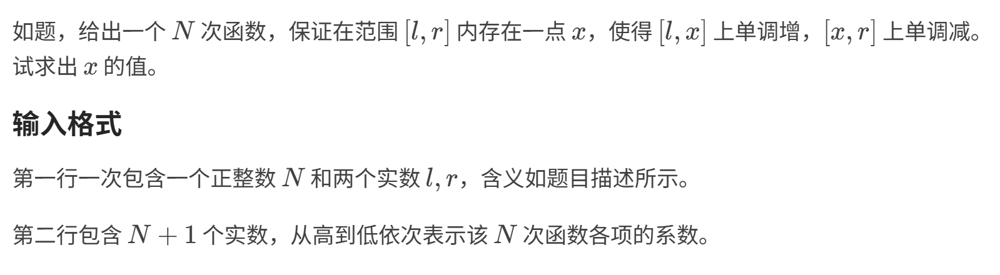 如题，给出一个 N 次函数，保证在范围 [l, r] 内存在一点 x，使得 [l, x] 上单调增，[x, r] 上单调减。
试求出 x 的值。
输入格式
第一行一次包含一个正整数 N 和两个实数 l, r，含义如题目描述所示。
第二行包含 N + 1 个实数，从高到低依次表示该 N 次函数各项的系数。